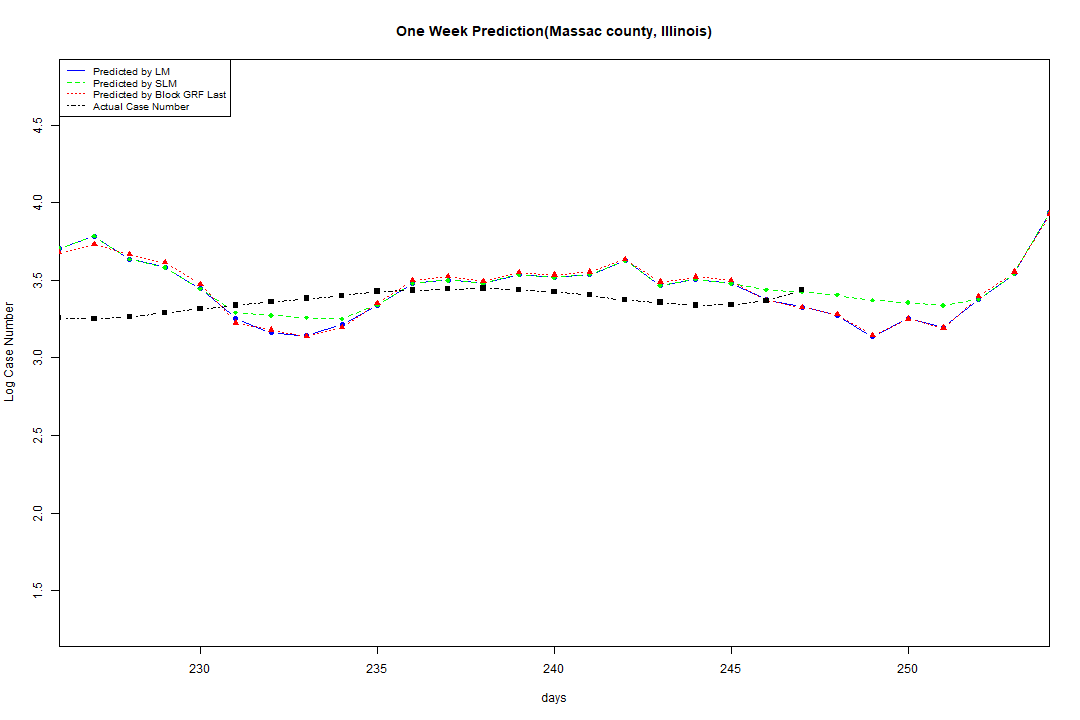 One Week Prediction(Massac county, Illinois)
Predicted by LM
Predicted by SLM
Predicted by Block GRF Last
Actual Case Number
Log Case Number
4.5
4.0
3.5
3.0
2.5
2.0
1.5
230
235
240
245
250
days